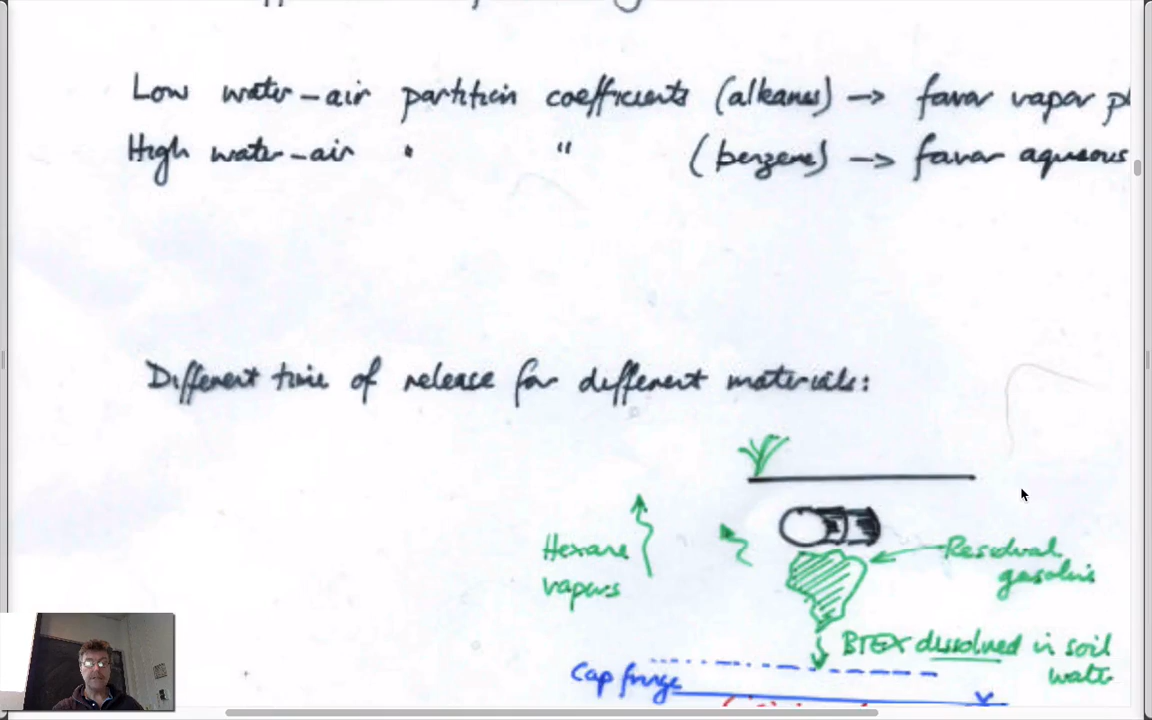 Low water-air partition coefficients (alkanes) → favor vapor
High water-air " " (benzene) → favor aqueous
Different time of release for different materials:
Hexane
vapors
Residual
gasoline
BTEX dissolved in soil
water
Cap fringe